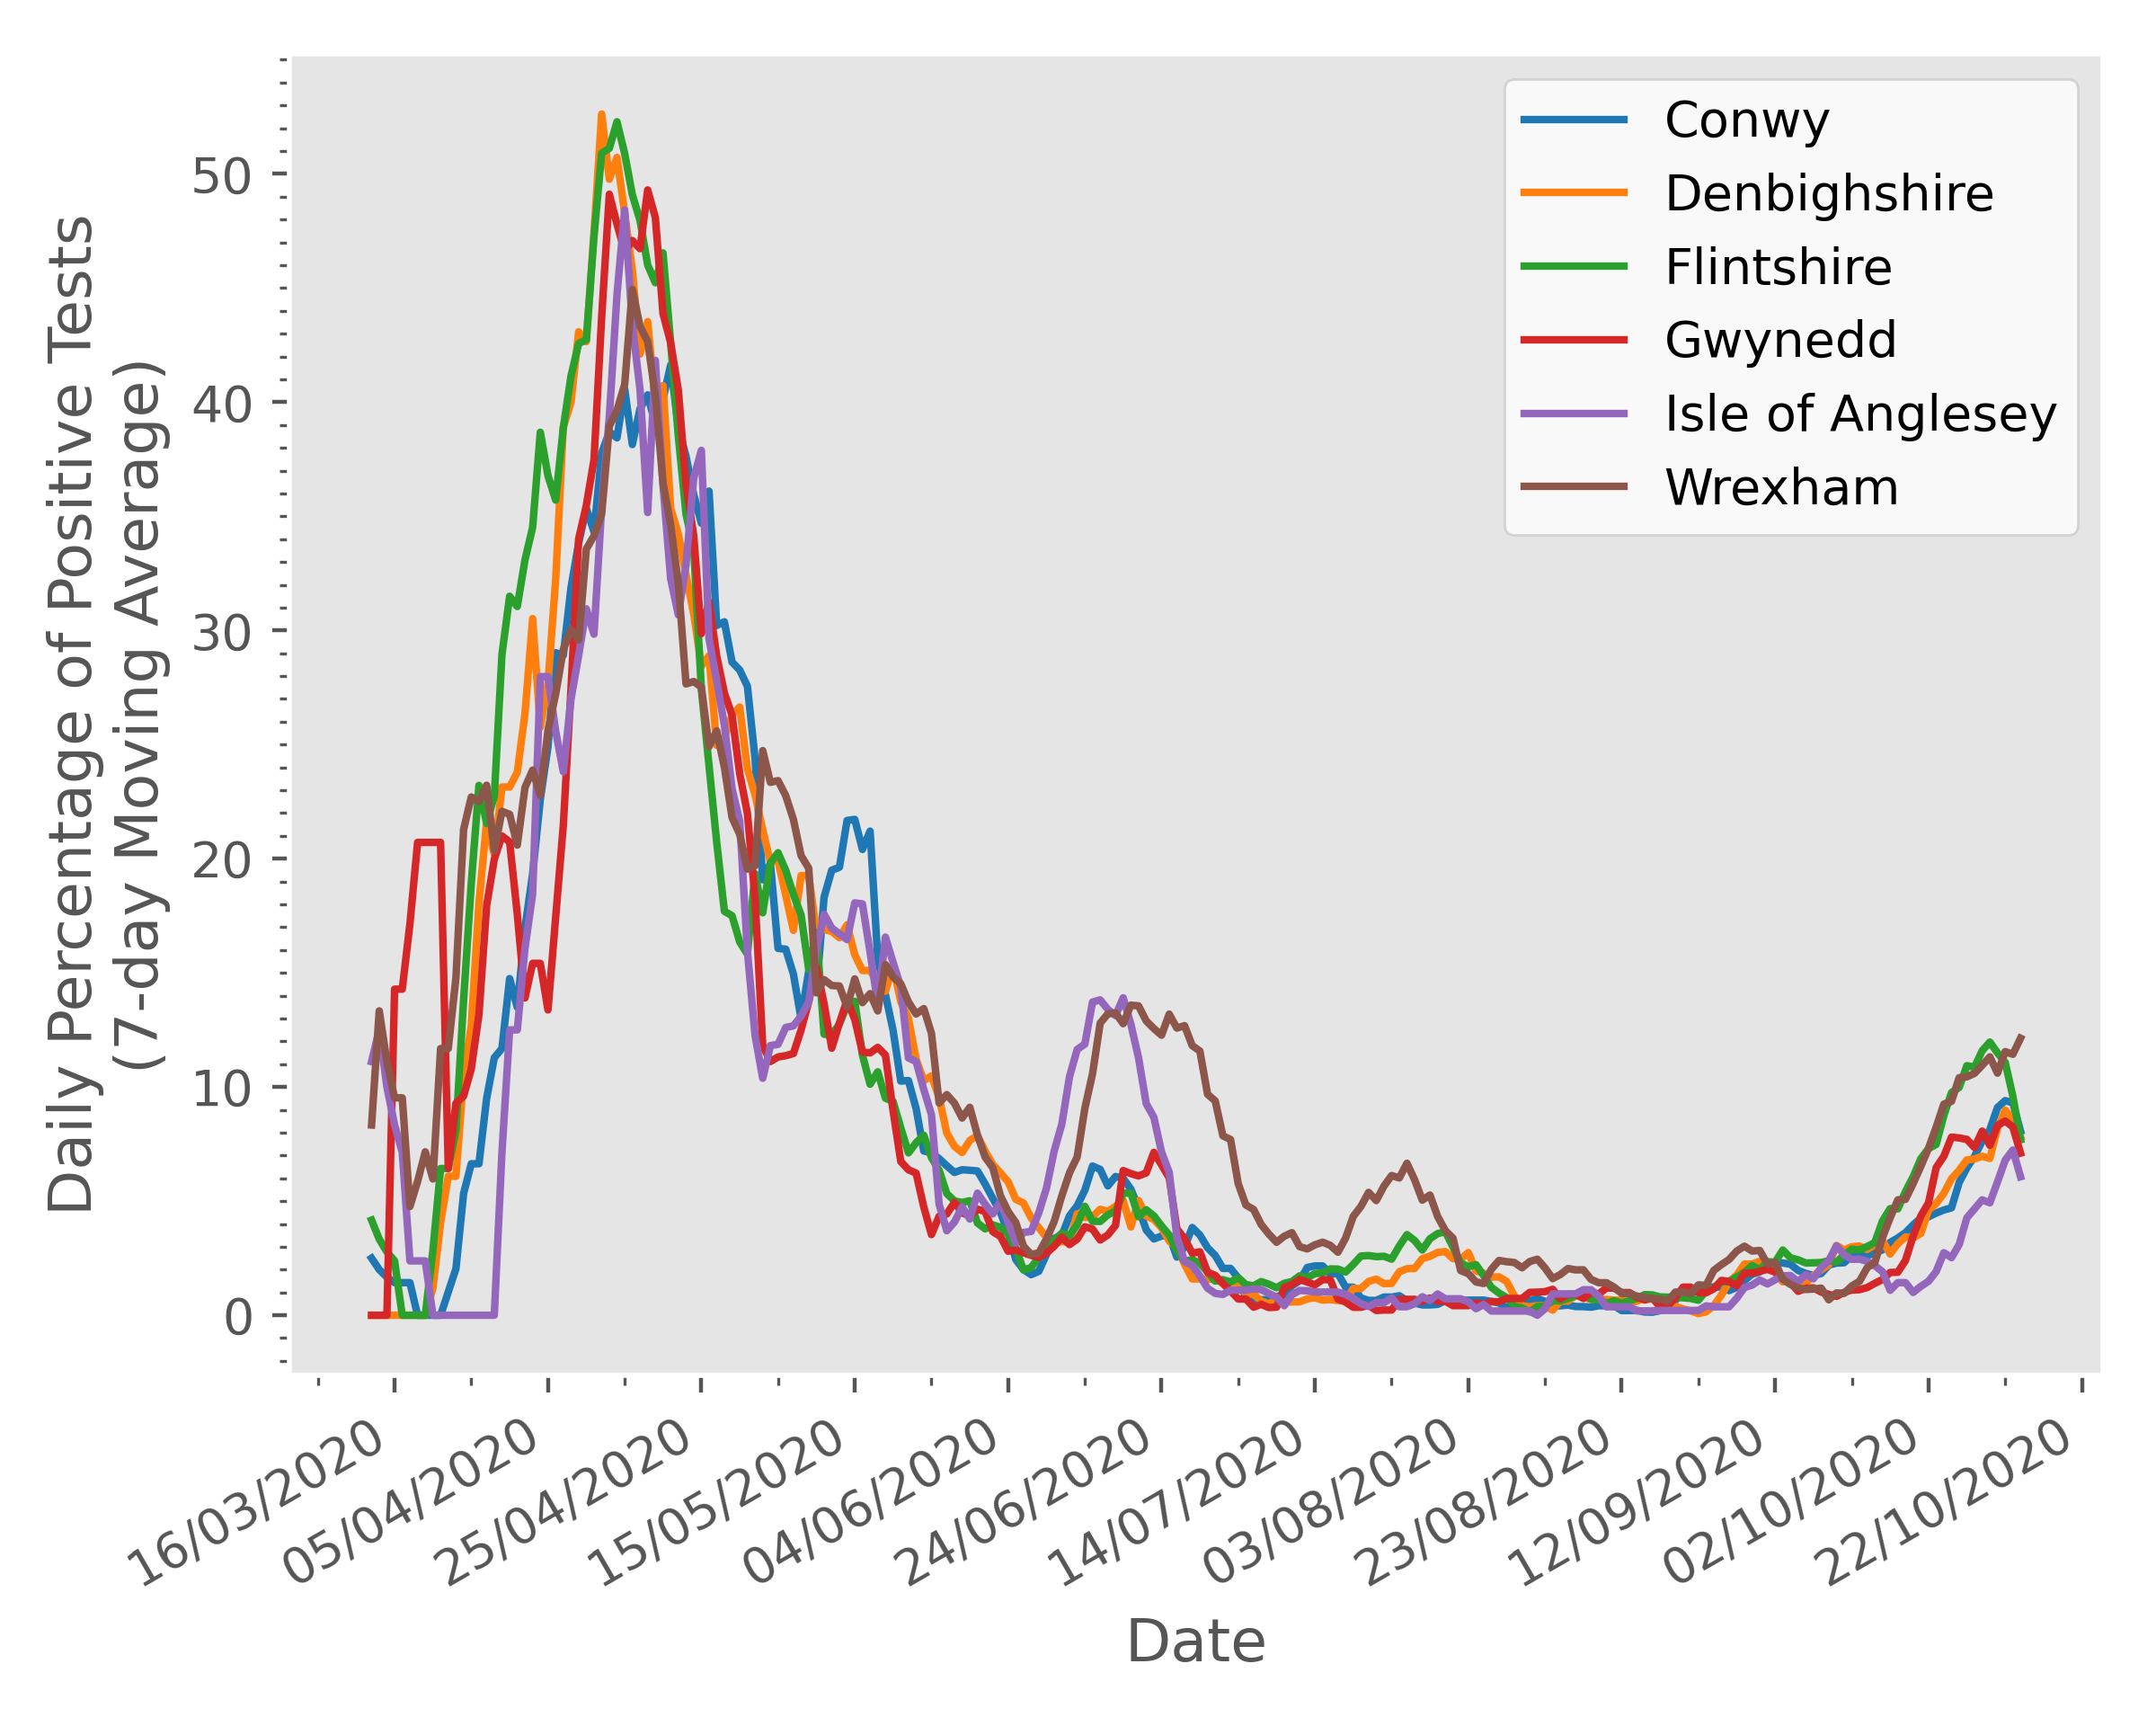 Daily Percentage of Positive Tests
(7-day Moving Average)
50
40
30
20
10
0
Conwy
Denbighshire
Flintshire
Gwynedd
Isle of Anglesey
Wrexham
16/03/2020
05/04/2020
25/04/2020
15/05/2020
04/06/2020
24/06/2020
14/07/2020
03/08/2020
23/08/2020
12/09/2020
02/10/2020
22/10/2020
Date